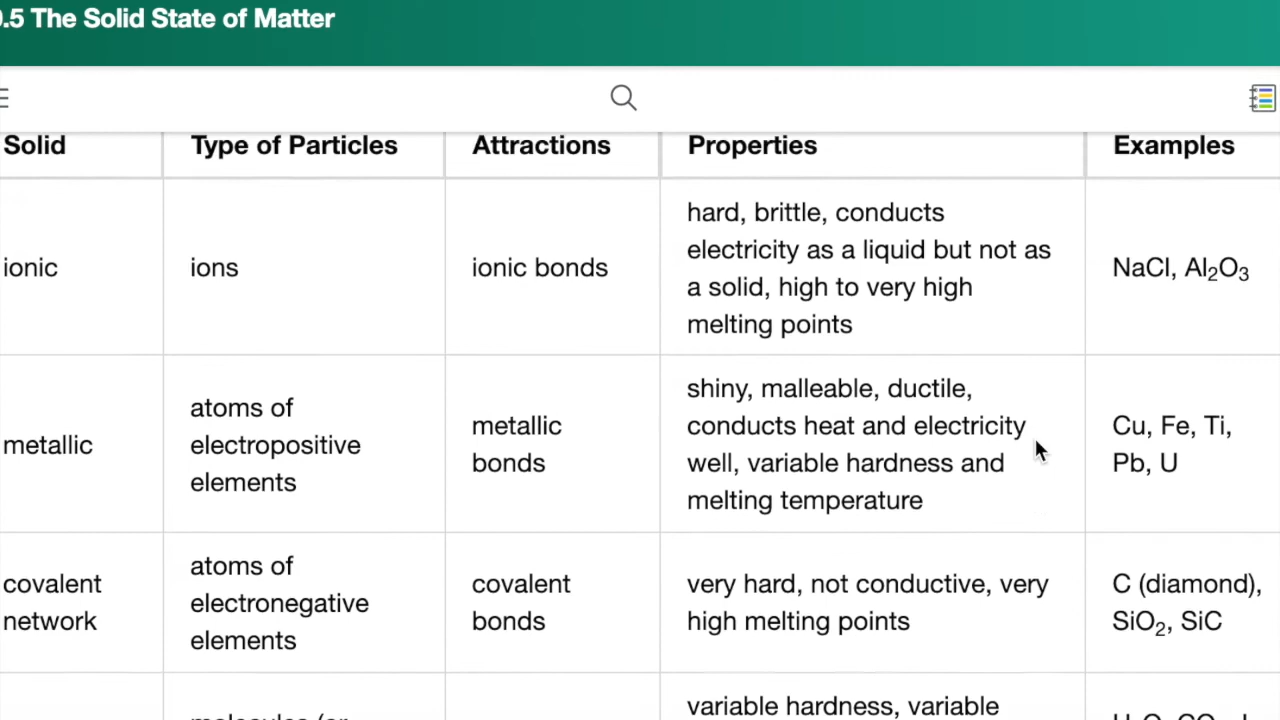 .5 The Solid State of Matter
Solid
Type of Particles
Attractions
Properties
Examples
ionic
ions
ionic bonds
hard, brittle, conducts
electricity as a liquid but not as
a solid, high to very high
melting points
NaCl, Al₂O₃
metallic
atoms of
electropositive
elements
metallic
bonds
shiny, malleable, ductile,
conducts heat and electricity
well, variable hardness and
melting temperature
Cu, Fe, Ti,
Pb, U
covalent
network
atoms of
electronegative
elements
covalent
bonds
very hard, not conductive, very
high melting points
C (diamond),
SiO₂, SiC
molecules (or
variable hardness, variable